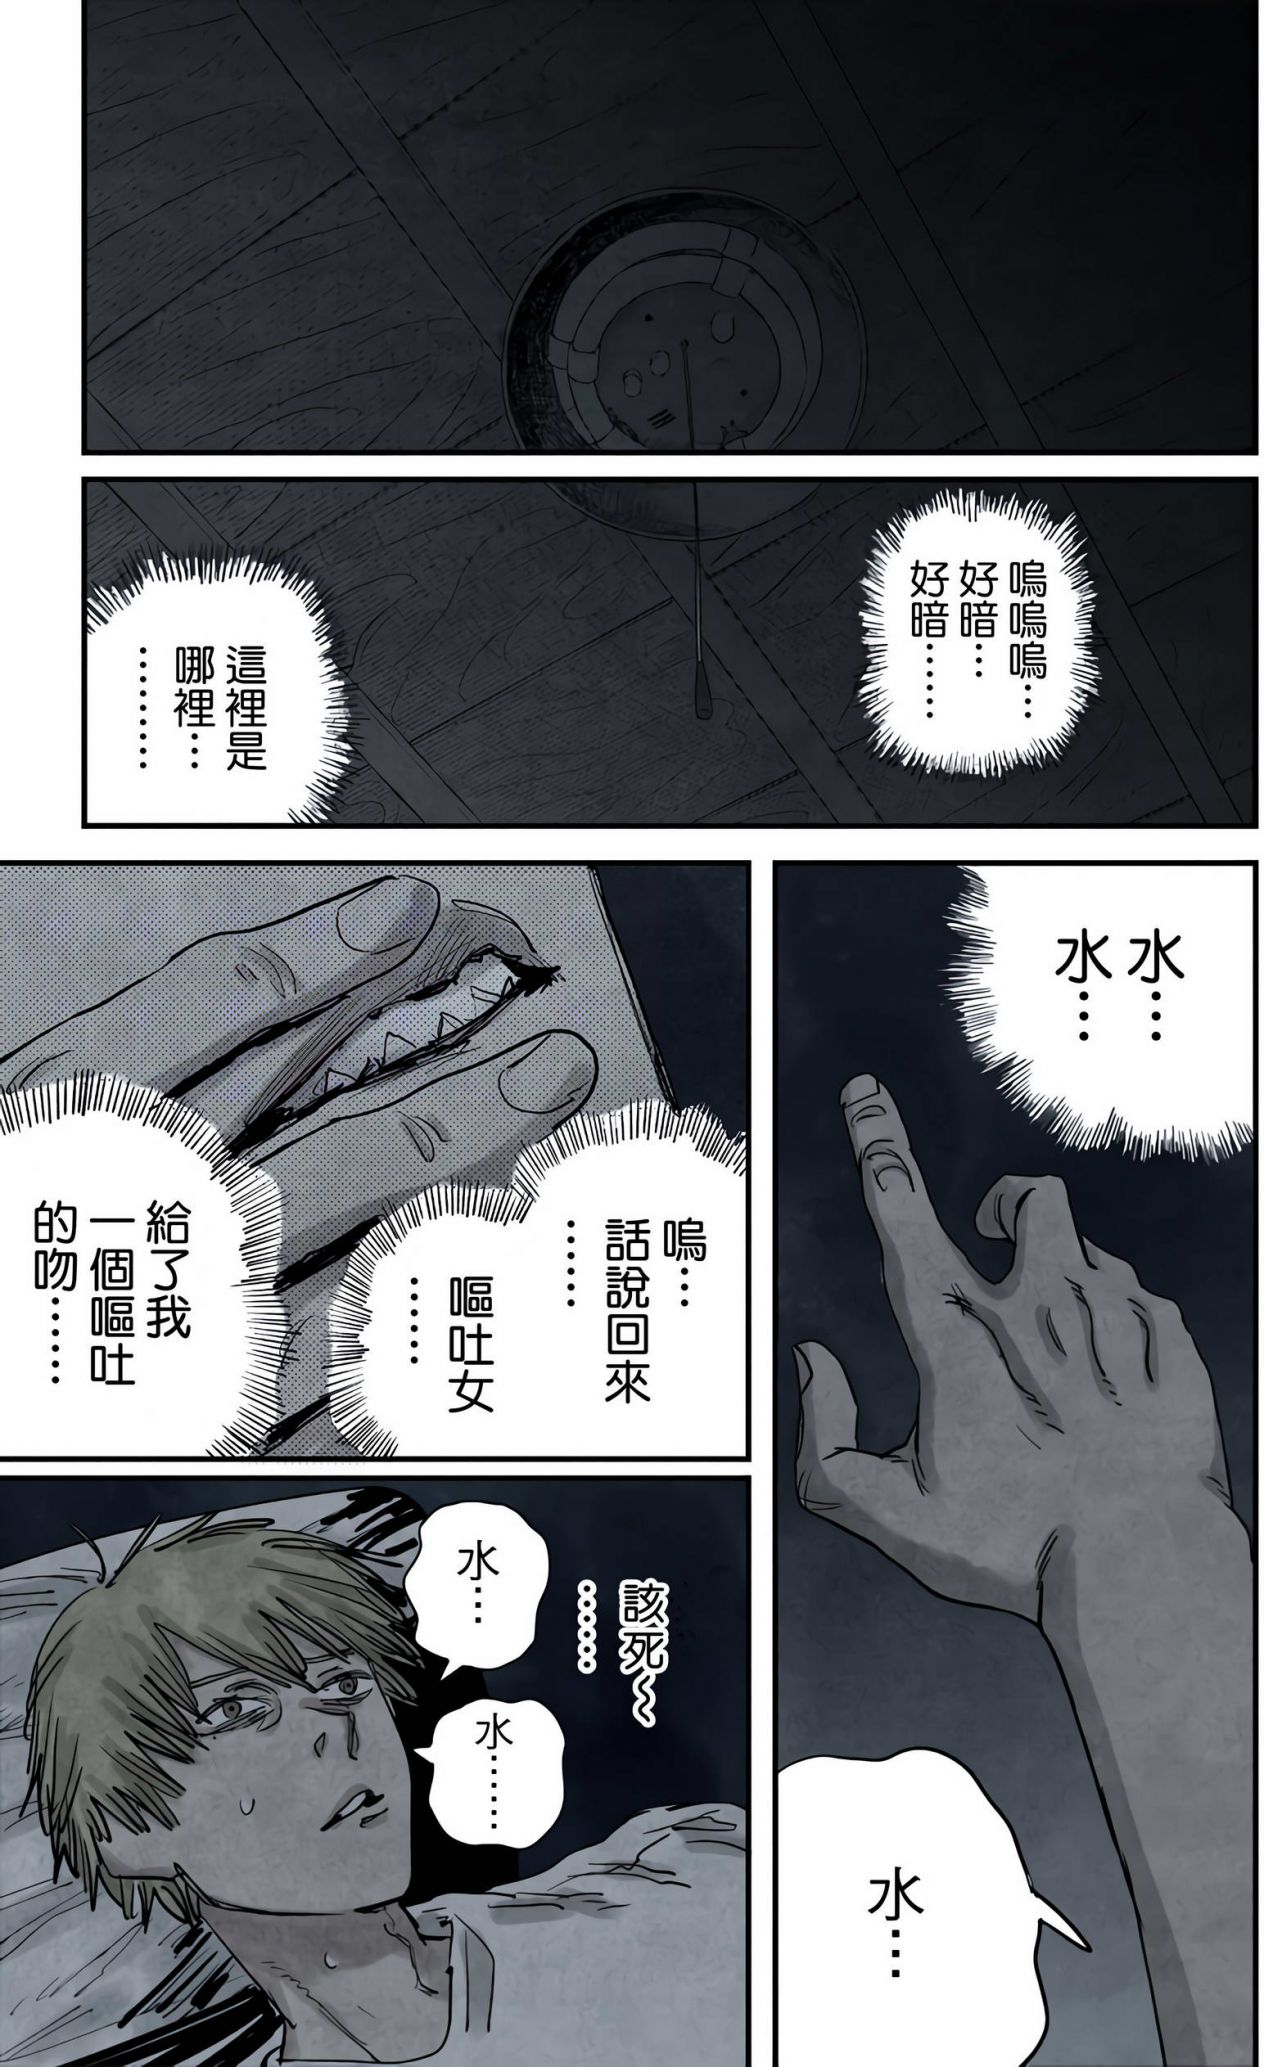 嗚嗚嗚…
好暗…
好暗……
這裡是
哪裡…
………
水…
水…
水…
嗚…
話說回來
……
嘔吐女
……
給了我
一個嘔吐
的吻……
該死～
……
水…
水……